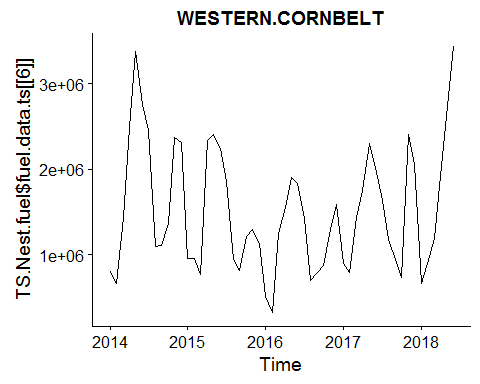 WESTERN.CORNBELT
TS.Nest.fuel$fuel.data.ts[[6]]
3e+06
2e+06
1e+06
2014 2015 2016 2017 2018
Time